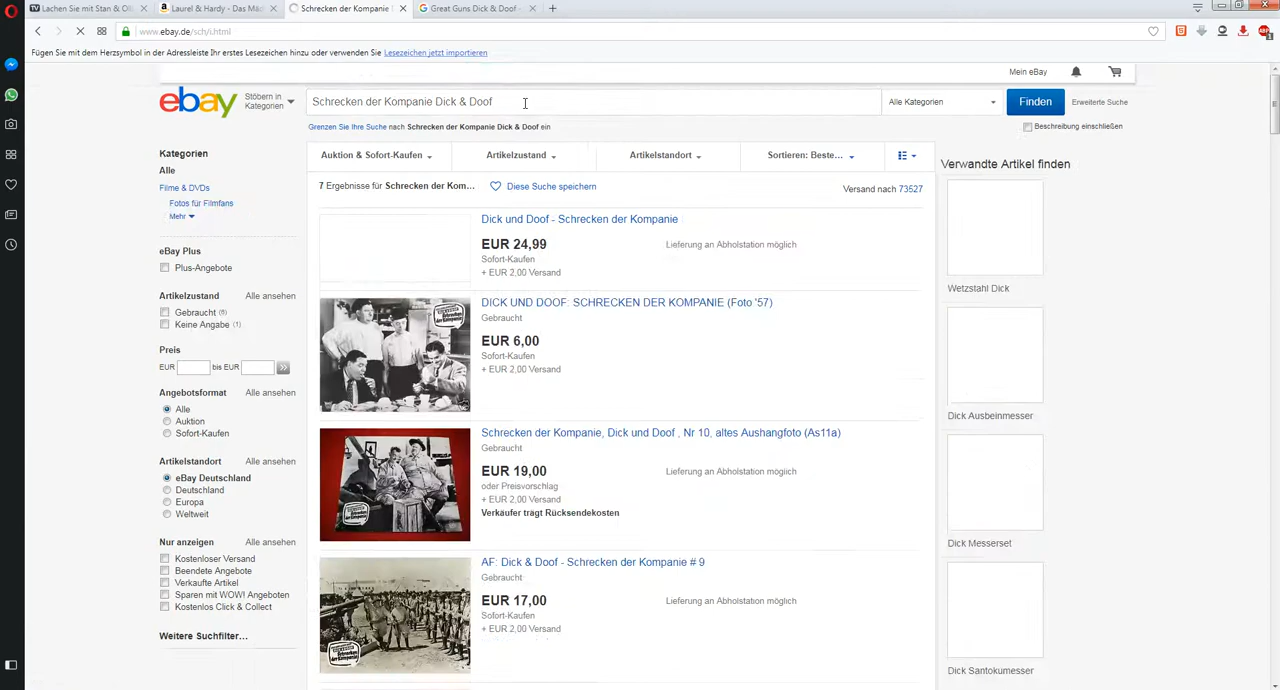 Lachen Sie mit Stan & Oll
Laurel & Hardy - Das Mäd
Schrecken der Kompanie
Great Guns Dick & Doof -
www.ebay.de/sch/i.html
Fügen Sie mit dem Herzsymbol in der Adressleiste Ihr erstes Lesezeichen hinzu oder verwenden Sie Lesezeichen jetzt importieren
Mein eBay
ebay
Stöbern in
Kategorien
Schrecken der Kompanie Dick & Doof
Alle Kategorien
Finden
Erweiterte Suche
Grenzen Sie Ihre Suche nach Schrecken der Kompanie Dick & Doof ein
Beschreibung einschließen
Kategorien
Alle
Filme & DVDs
Fotos für Filmfans
Mehr
eBay Plus
Plus-Angebote
Artikelzustand Alle ansehen
Gebraucht (6)
Keine Angabe (1)
Preis
EUR bis EUR
Angebotsformat Alle ansehen
Alle
Auktion
Sofort-Kaufen
Artikelstandort Alle ansehen
eBay Deutschland
Deutschland
Europa
Weltweit
Nur anzeigen Alle ansehen
Kostenloser Versand
Beendete Angebote
Verkaufte Artikel
Sparen mit WOW! Angeboten
Kostenlos Click & Collect
Weitere Suchfilter...
Auktion & Sofort-Kaufen Artikelzustand Artikelstandort Sortieren: Beste...
7 Ergebnisse für Schrecken der Kom... Diese Suche speichern Versand nach 73527
Dick und Doof - Schrecken der Kompanie
EUR 24,99 Lieferung an Abholstation möglich
Sofort-Kaufen
+ EUR 2,00 Versand
DICK UND DOOF: SCHRECKEN DER KOMPANIE (Foto '57)
Gebraucht
EUR 6,00
Sofort-Kaufen
+ EUR 2,00 Versand
Schrecken der Kompanie, Dick und Doof , Nr 10, altes Aushangfoto (As11a)
Gebraucht
EUR 19,00 Lieferung an Abholstation möglich
oder Preisvorschlag
+ EUR 2,00 Versand
Verkäufer trägt Rücksendekosten
AF: Dick & Doof - Schrecken der Kompanie # 9
Gebraucht
EUR 17,00 Lieferung an Abholstation möglich
Sofort-Kaufen
+ EUR 2,00 Versand
Schrecken
der Kompanie
Verwandte Artikel finden
Wetzstahl Dick
Dick Ausbeinmesser
Dick Messerset
Dick Santokumesser